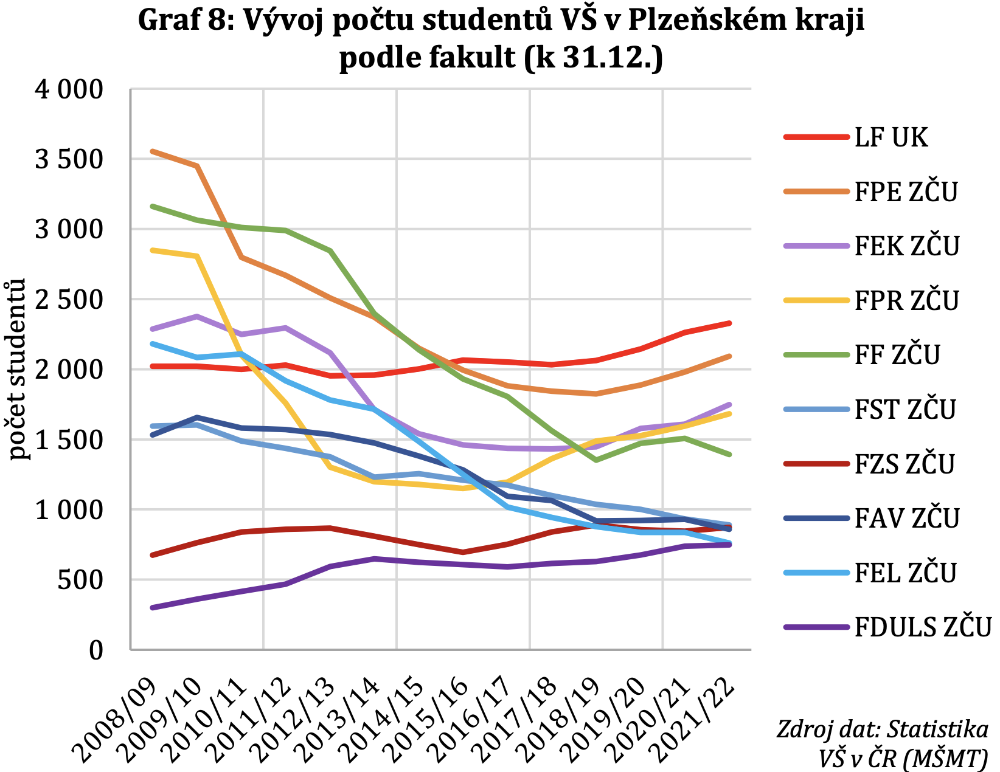 Graf 8: Vývoj počtu studentů VŠ v Plzeňském kraji
podle fakult (k 31.12.)
počet studentů
4 000
3 500
3 000
2 500
2 000
1 500
1 000
500
0
2008/09
2009/10
2010/11
2011/12
2012/13
2013/14
2014/15
2015/16
2016/17
2017/18
2018/19
2019/20
2020/21
2021/22
LF UK
FPE ZČU
FEK ZČU
FPR ZČU
FF ZČU
FST ZČU
FZS ZČU
FAV ZČU
FEL ZČU
FDULS ZČU
Zdroj dat: Statistika
VŠ v ČR (MŠMT)